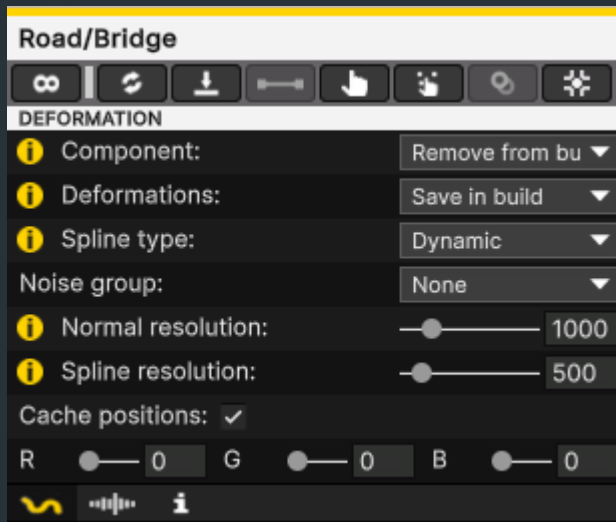 Road/Bridge
DEFORMATION
Component: Remove from bu
Deformations: Save in build
Spline type: Dynamic
Noise group: None
Normal resolution: 1000
Spline resolution: 500
Cache positions:
R 0 G 0 B 0